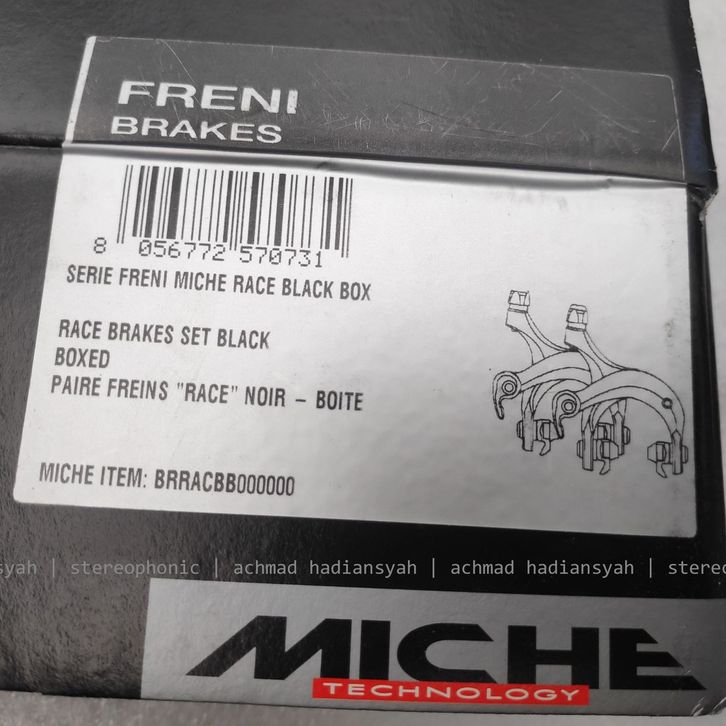 FRENI
BRAKES
8 056772 570731
SERIE FRENI MICHE RACE BLACK BOX
RACE BRAKES SET BLACK
BOXED
PAIRE FREINS "RACE" NOIR – BOITE
MICHE ITEM: BRRACBB000000
syah | stereophonic | achmad hadiansyah | achmad hadiansyah | stereo
MICHE
TECHNOLOGY